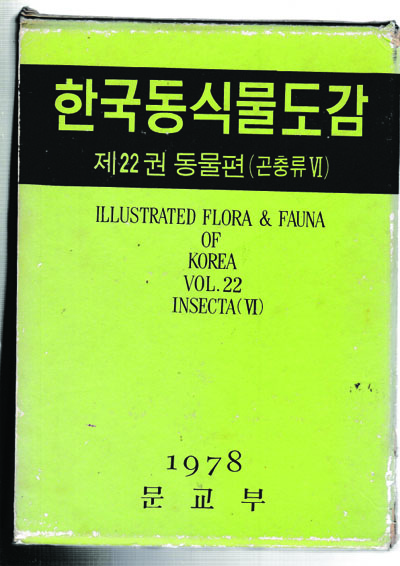 한국동식물도감
제22권 동물편(곤충류Ⅵ)
ILLUSTRATED FLORA & FAUNA
OF
KOREA
VOL.22
INSECTA(Ⅵ)
1978
문교부